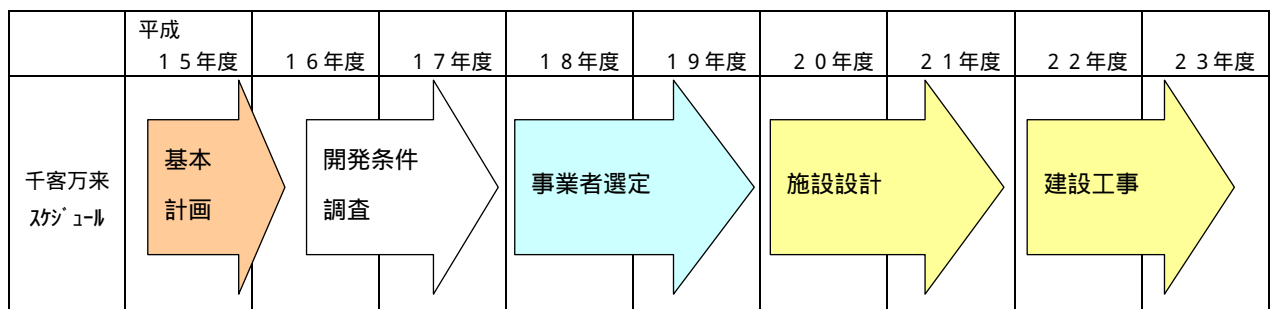 平成
１５年度 １６年度 １７年度 １８年度 １９年度 ２０年度 ２１年度 ２２年度 ２３年度
千客万来
ｽｹｼﾞｭｰﾙ
基本
計画
開発条件
調査
事業者選定
施設設計
建設工事